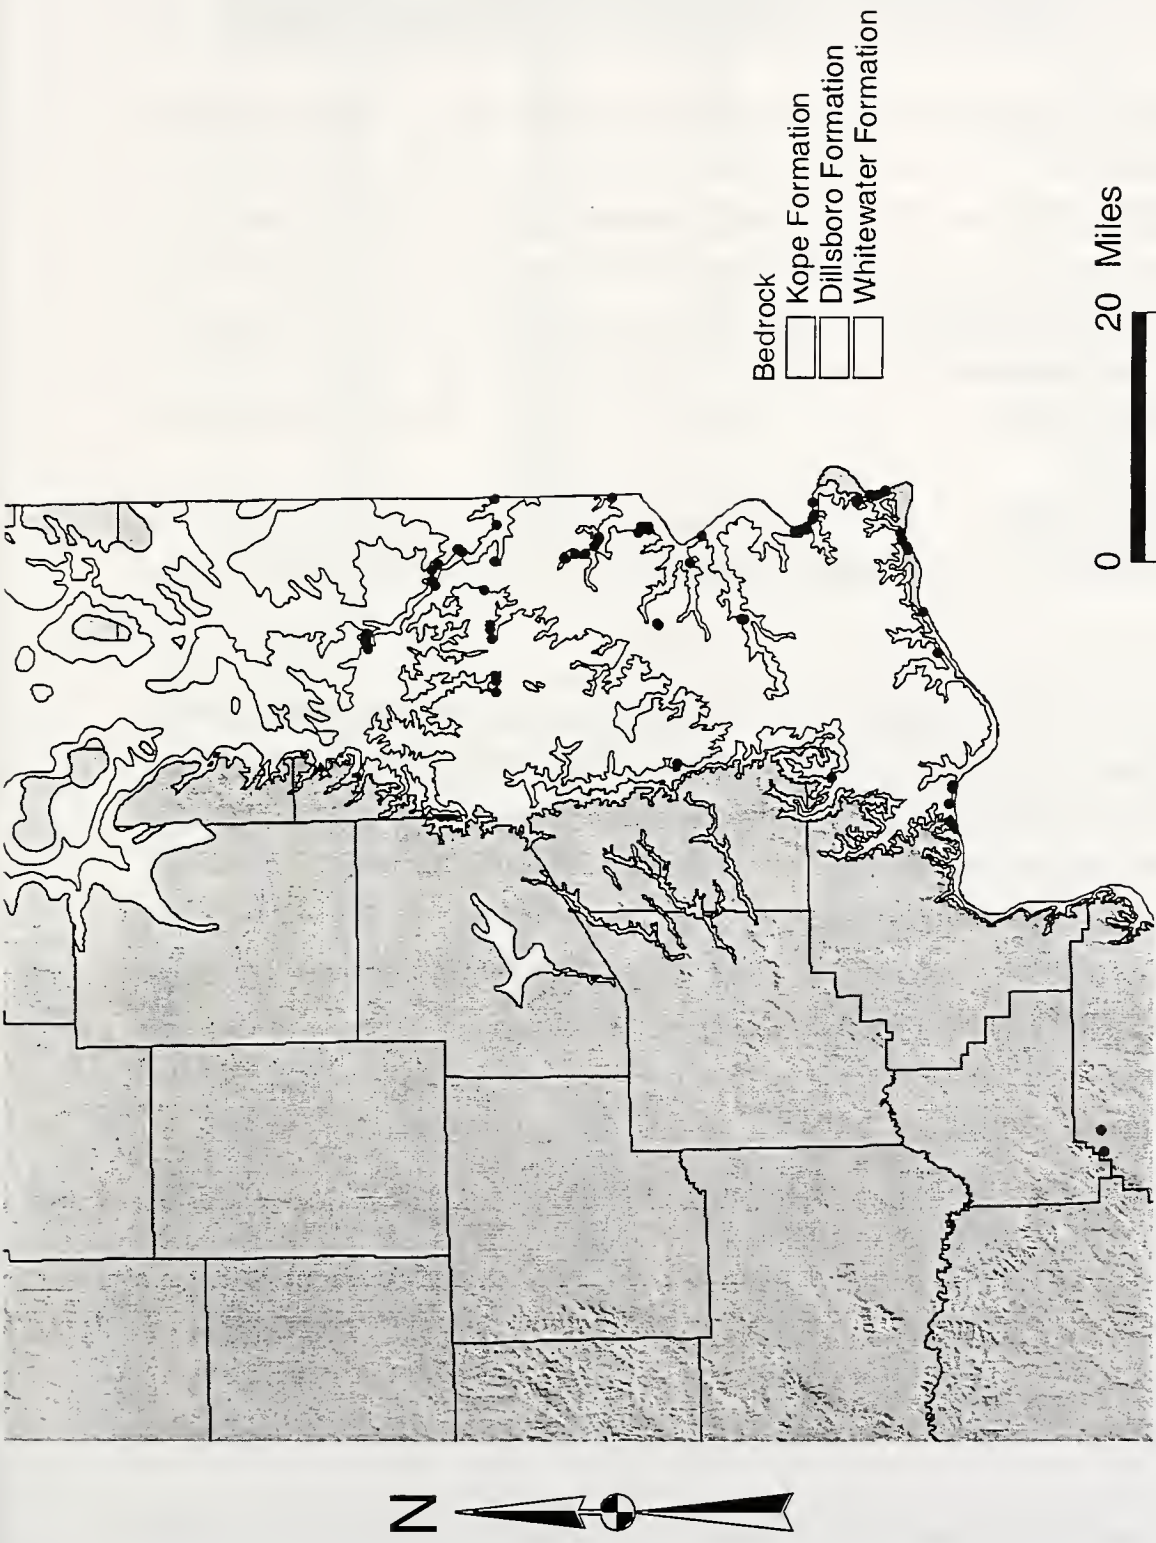 N
Bedrock
Kope Formation
Dillsboro Formation
Whitewater Formation
0 20 Miles